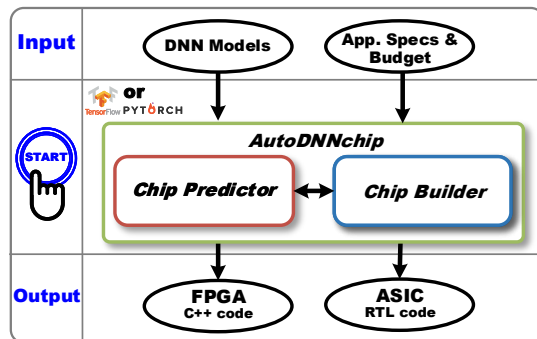 Input
DNN Models
App. Specs &
Budget
TensorFlow or PYTORCH
START
AutoDNNchip
Chip Predictor
Chip Builder
Output
FPGA
C++ code
ASIC
RTL code